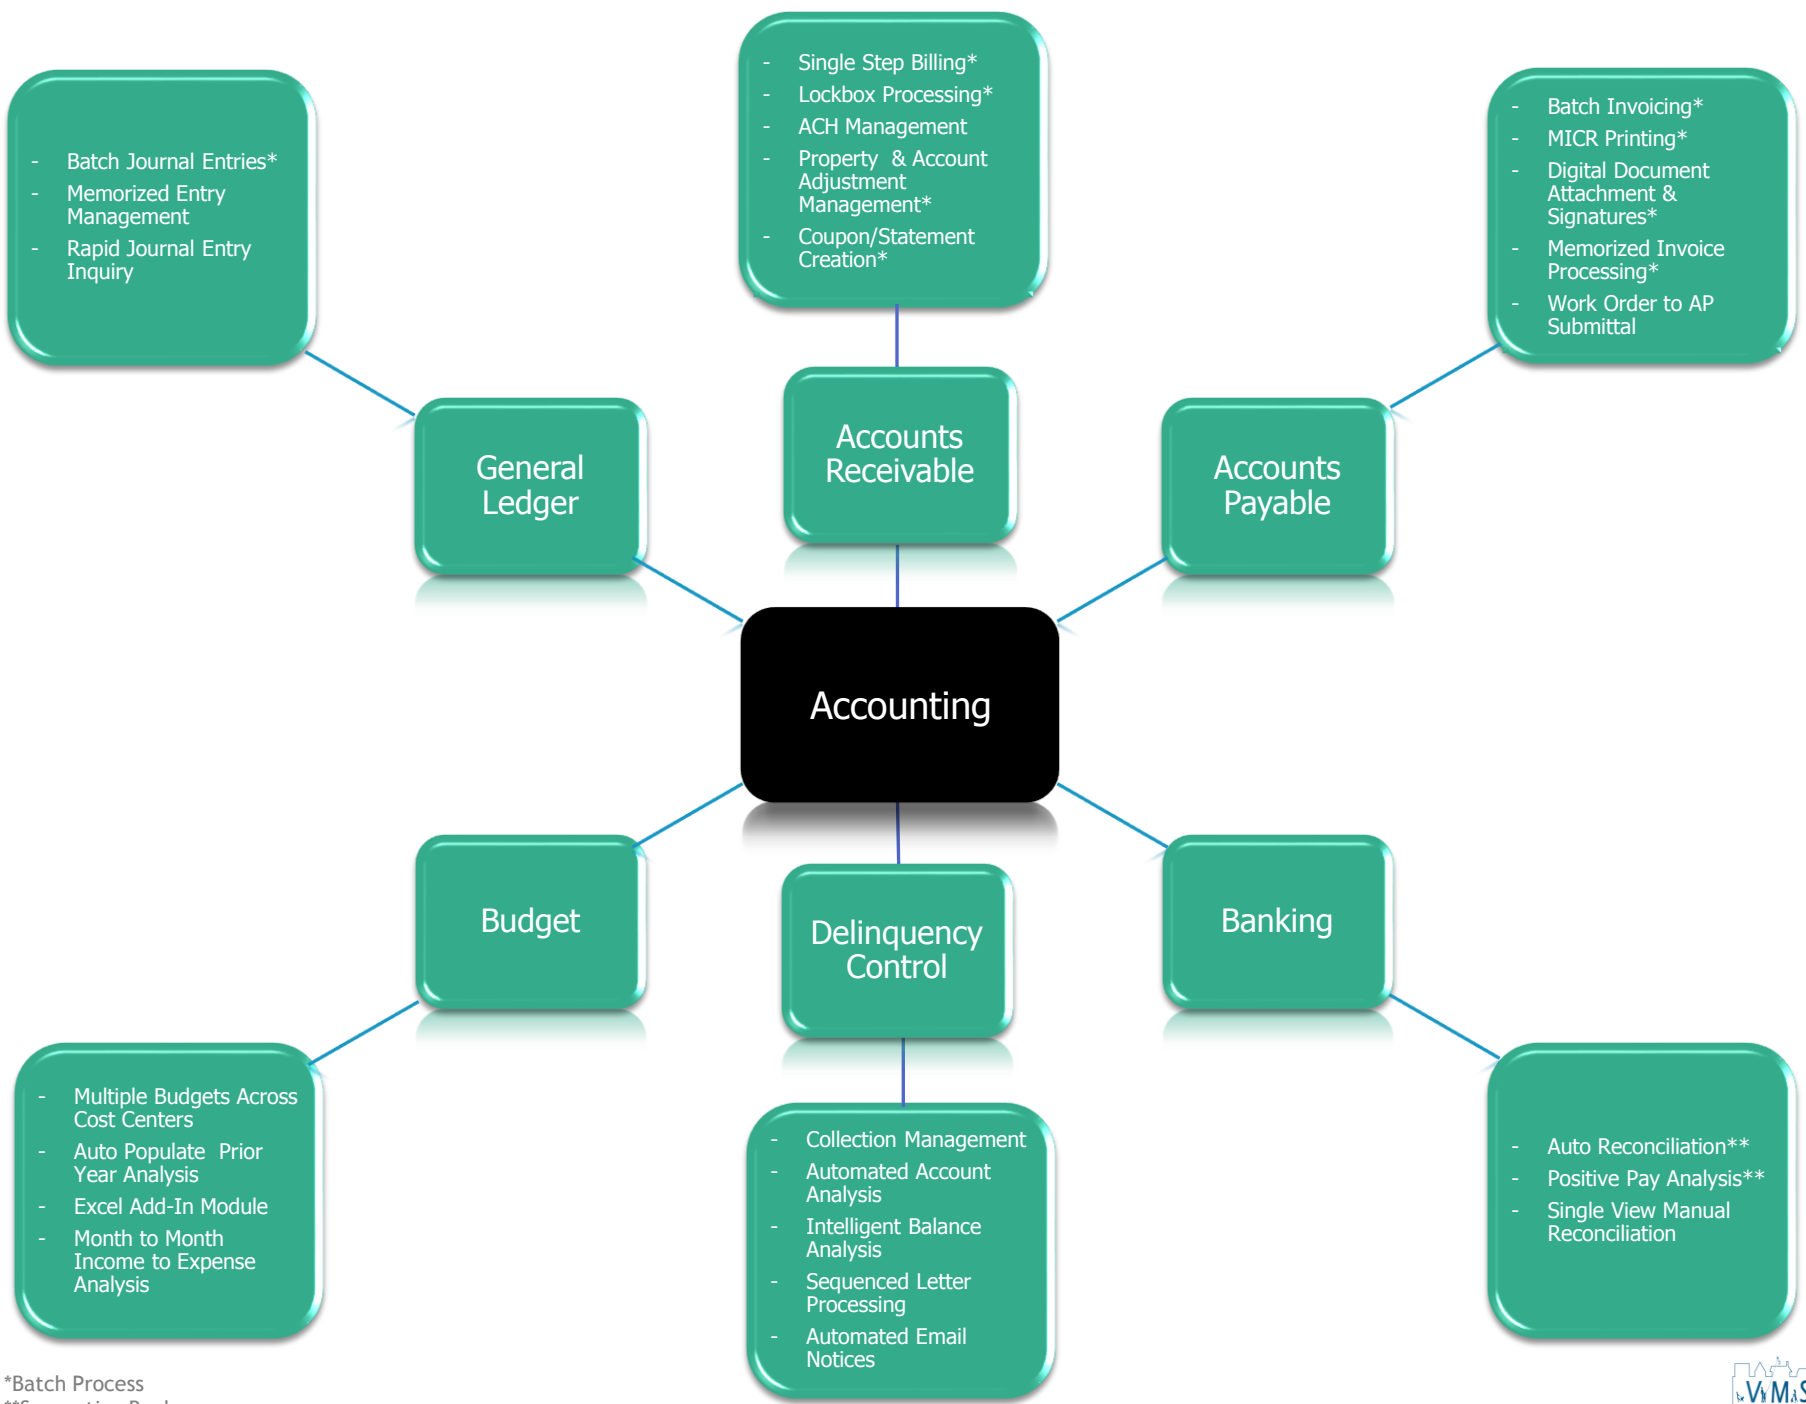 - Single Step Billing*
- Lockbox Processing*
- ACH Management
- Property & Account
Adjustment
Management*
- Coupon/Statement
Creation*
- Batch Journal Entries*
- Memorized Entry
Management
- Rapid Journal Entry
Inquiry
- Batch Invoicing*
- MICR Printing*
- Digital Document
Attachment &
Signatures*
- Memorized Invoice
Processing*
- Work Order to AP
Submittal
General
Ledger
Accounts
Receivable
Accounts
Payable
Accounting
Budget
Delinquency
Control
Banking
- Multiple Budgets Across
Cost Centers
- Auto Populate Prior
Year Analysis
- Excel Add-In Module
- Month to Month
Income to Expense
Analysis
- Collection Management
- Automated Account
Analysis
- Intelligent Balance
Analysis
- Sequenced Letter
Processing
- Automated Email
Notices
- Auto Reconciliation**
- Positive Pay Analysis**
- Single View Manual
Reconciliation
*Batch Process